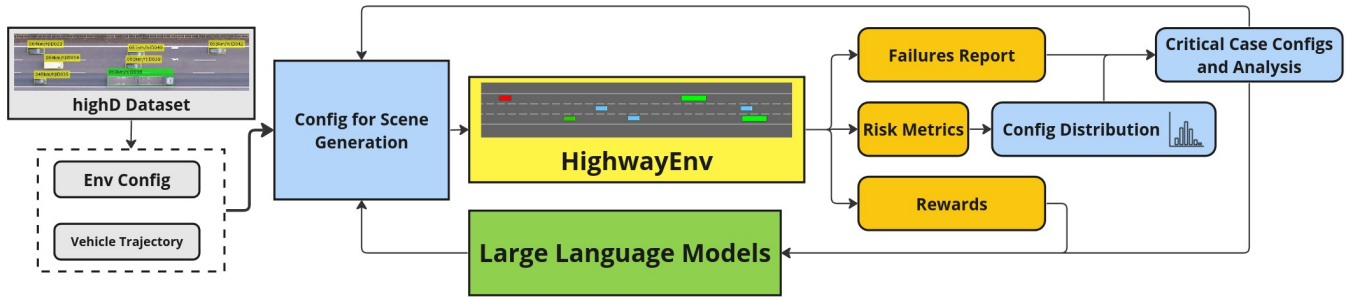 highD Dataset
Env Config
Vehicle Trajectory
Config for Scene
Generation
HighwayEnv
Large Language Models
Failures Report
Risk Metrics
Config Distribution
Rewards
Critical Case Configs
and Analysis